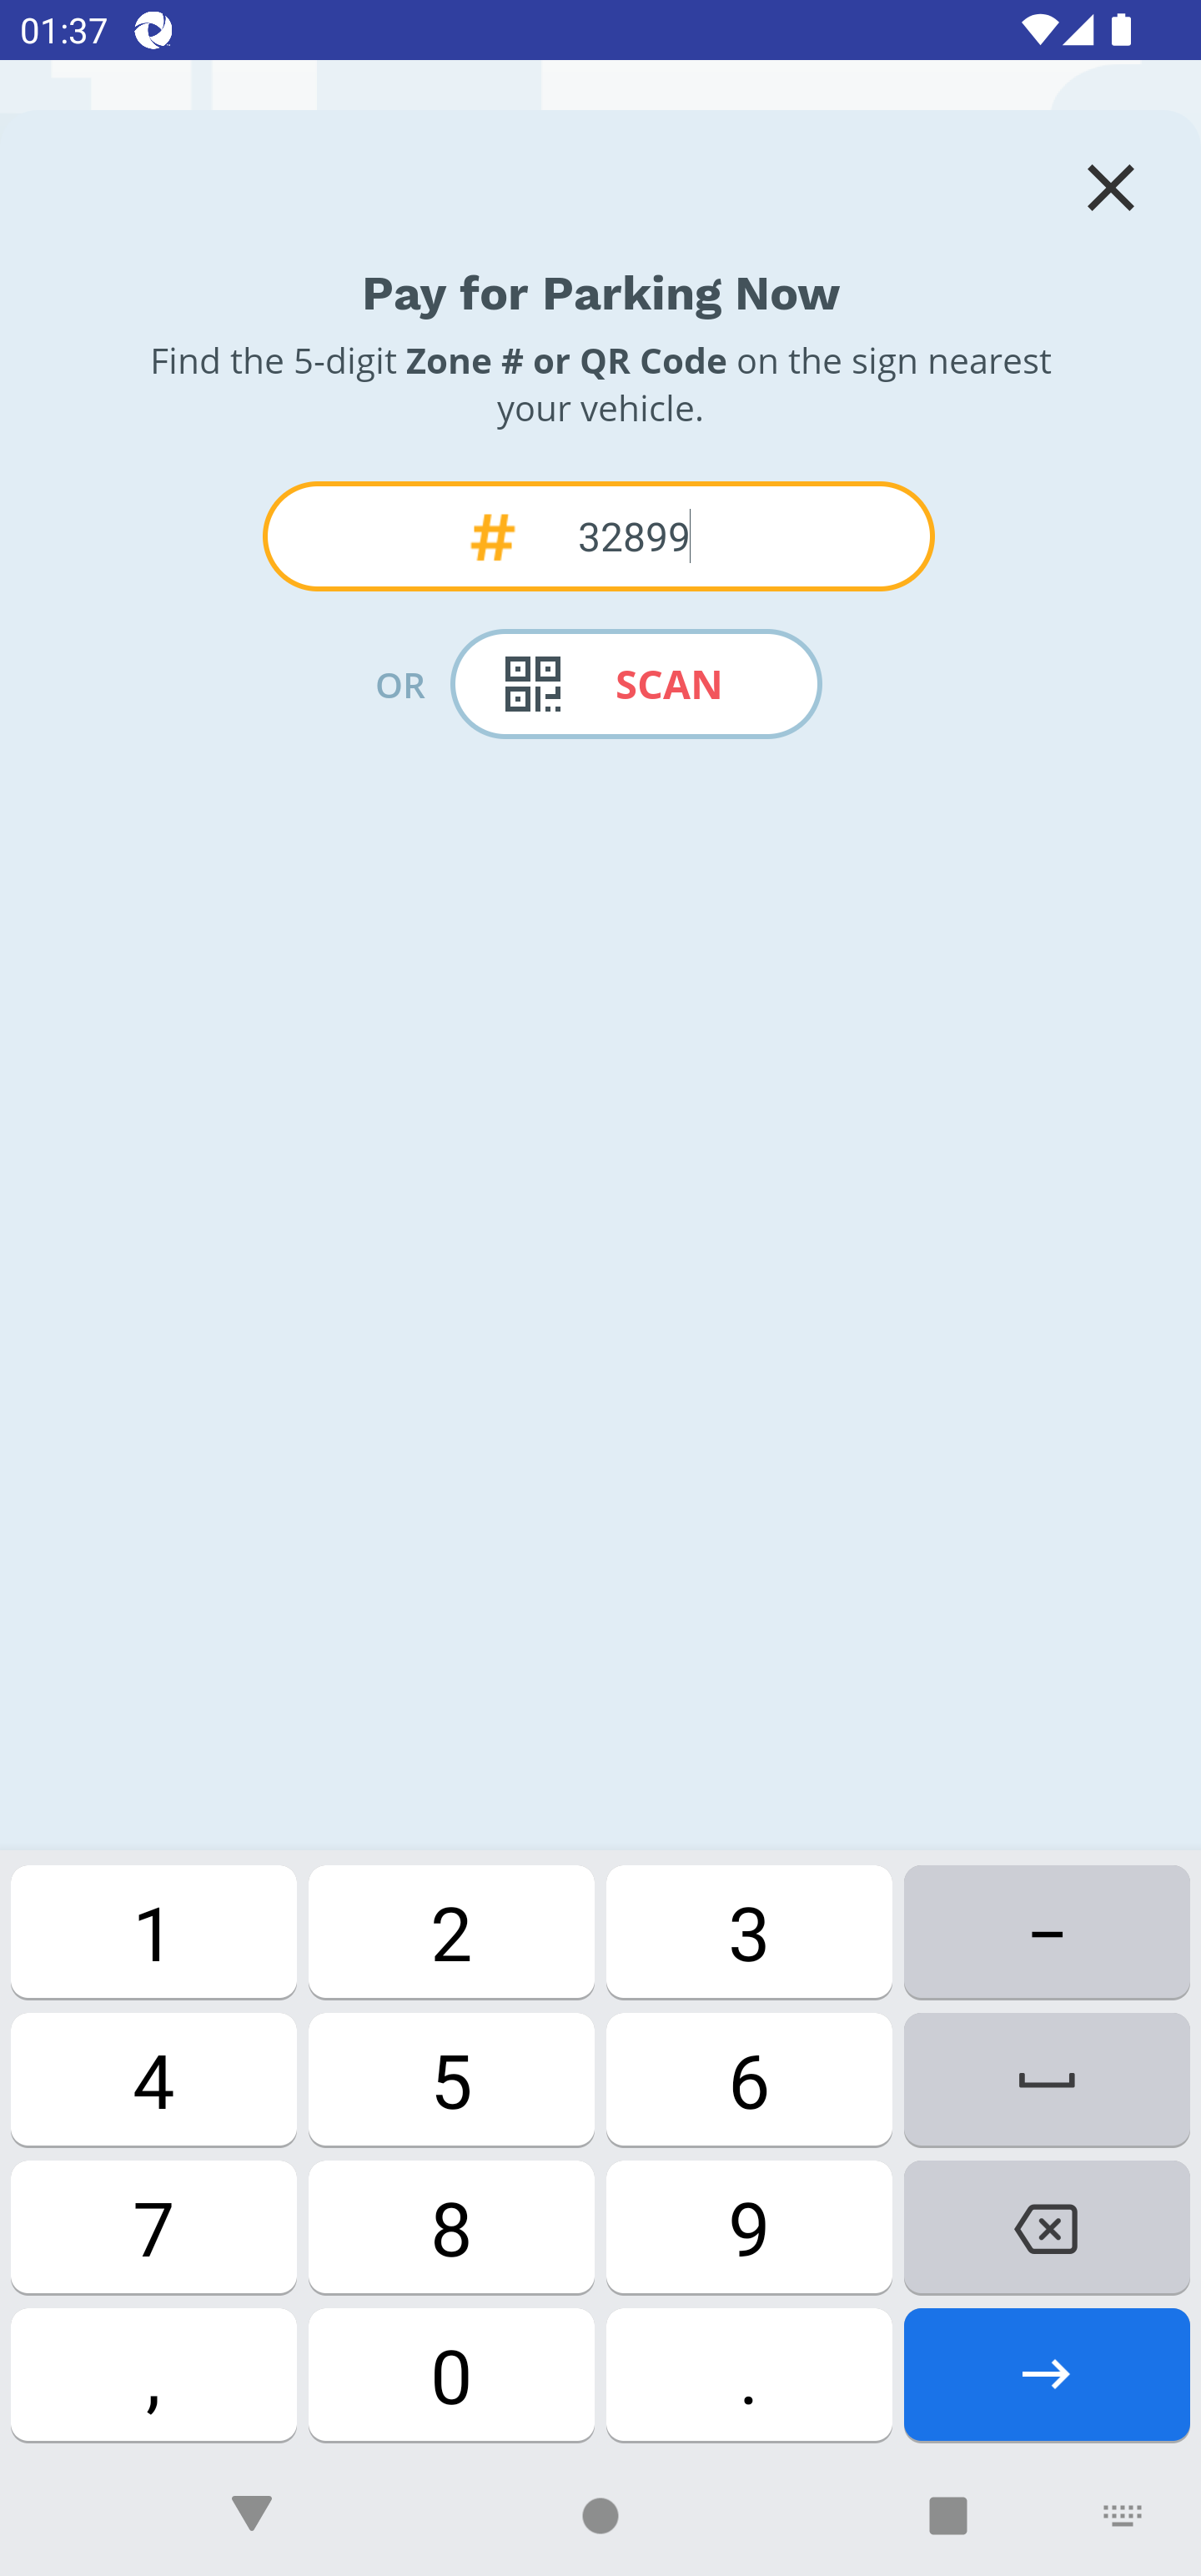 01:37
Pay for Parking Now
Find the 5-digit Zone # or QR Code on the sign nearest
your vehicle.
# 32899
OR SCAN
1 2 3 –
4 5 6
7 8 9
, 0 .